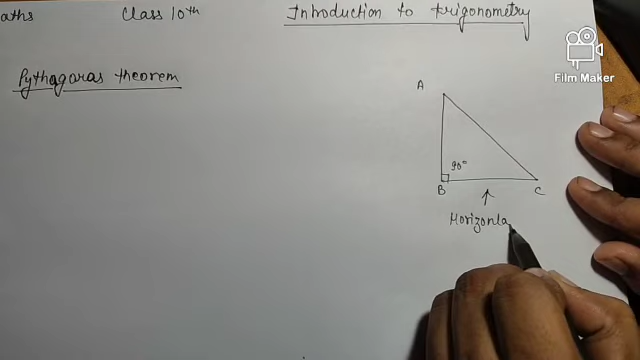 aths Class 10th Introduction to trigonometry
Film Maker
Pythagoras theorem
A
90°
B C
Horizonta